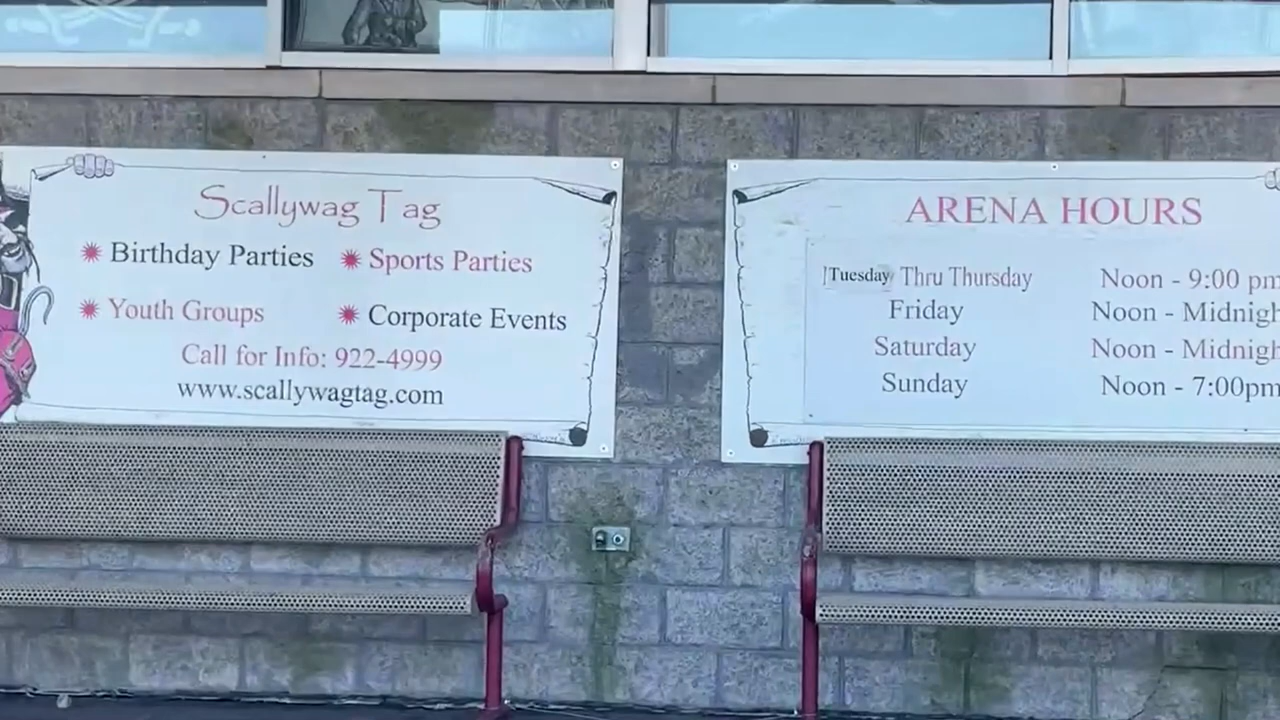 Scallywag Tag
Birthday Parties
Sports Parties
Youth Groups
Corporate Events
Call for Info: 922-4999
www.scallywagtag.com
ARENA HOURS
Tuesday Thru Thursday Noon - 9:00 pm
Friday Noon - Midnigh
Saturday Noon - Midnigh
Sunday Noon - 7:00pm